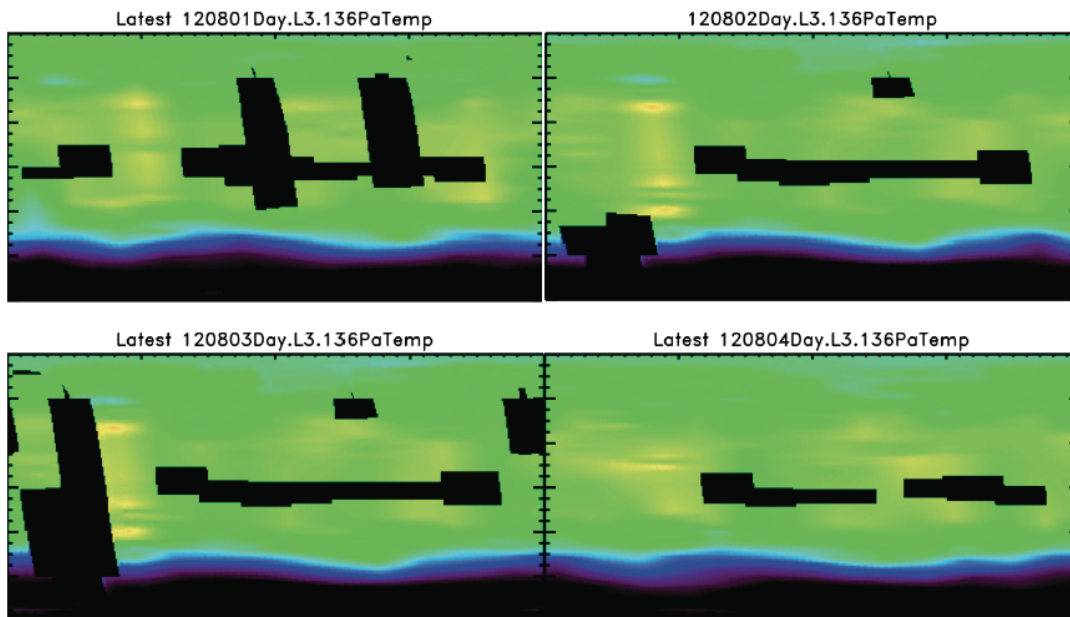 Latest 120801Day.L3.136PaTemp
120802Day.L3.136PaTemp
Latest 120803Day.L3.136PaTemp
Latest 120804Day.L3.136PaTemp